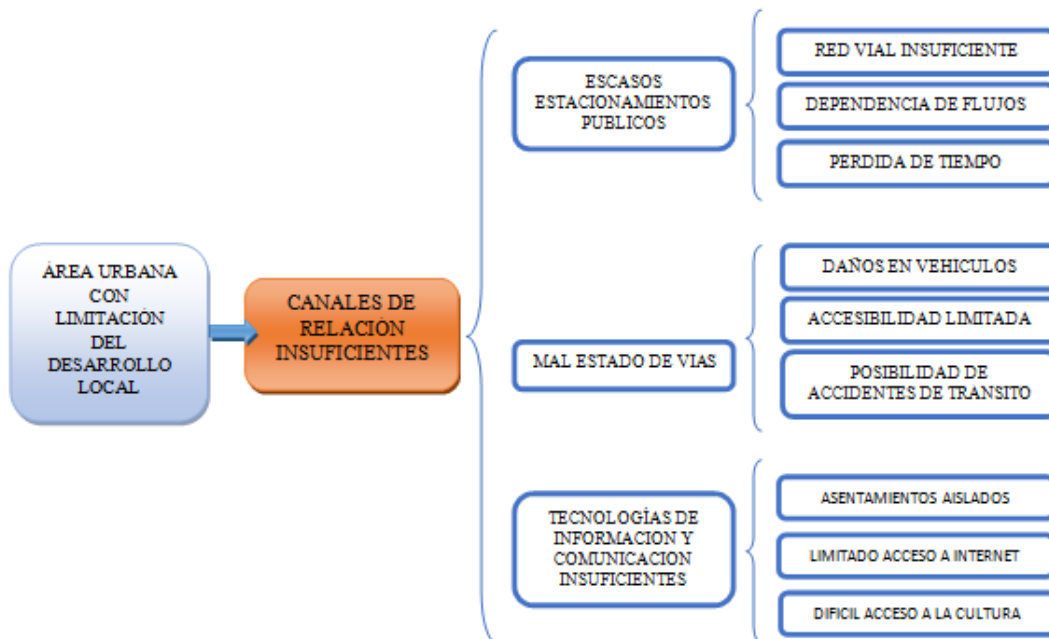 ÁREA URBANA
CON
LIMITACIÓN
DEL
DESARROLLO
LOCAL
CANALES DE
RELACIÓN
INSUFICIENTES
ESCASOS
ESTACIONAMIENTOS
PUBLICOS
RED VIAL INSUFICIENTE
DEPENDENCIA DE FLUJOS
PERDIDA DE TIEMPO
MAL ESTADO DE VIAS
DAÑOS EN VEHICULOS
ACCESIBILIDAD LIMITADA
POSIBILIDAD DE
ACCIDENTES DE TRANSITO
TECNOLOGÍAS DE
INFORMACION Y
COMUNICACION
INSUFICIENTES
ASENTAMIENTOS AISLADOS
LIMITADO ACCESO A INTERNET
DIFICIL ACCESO A LA CULTURA